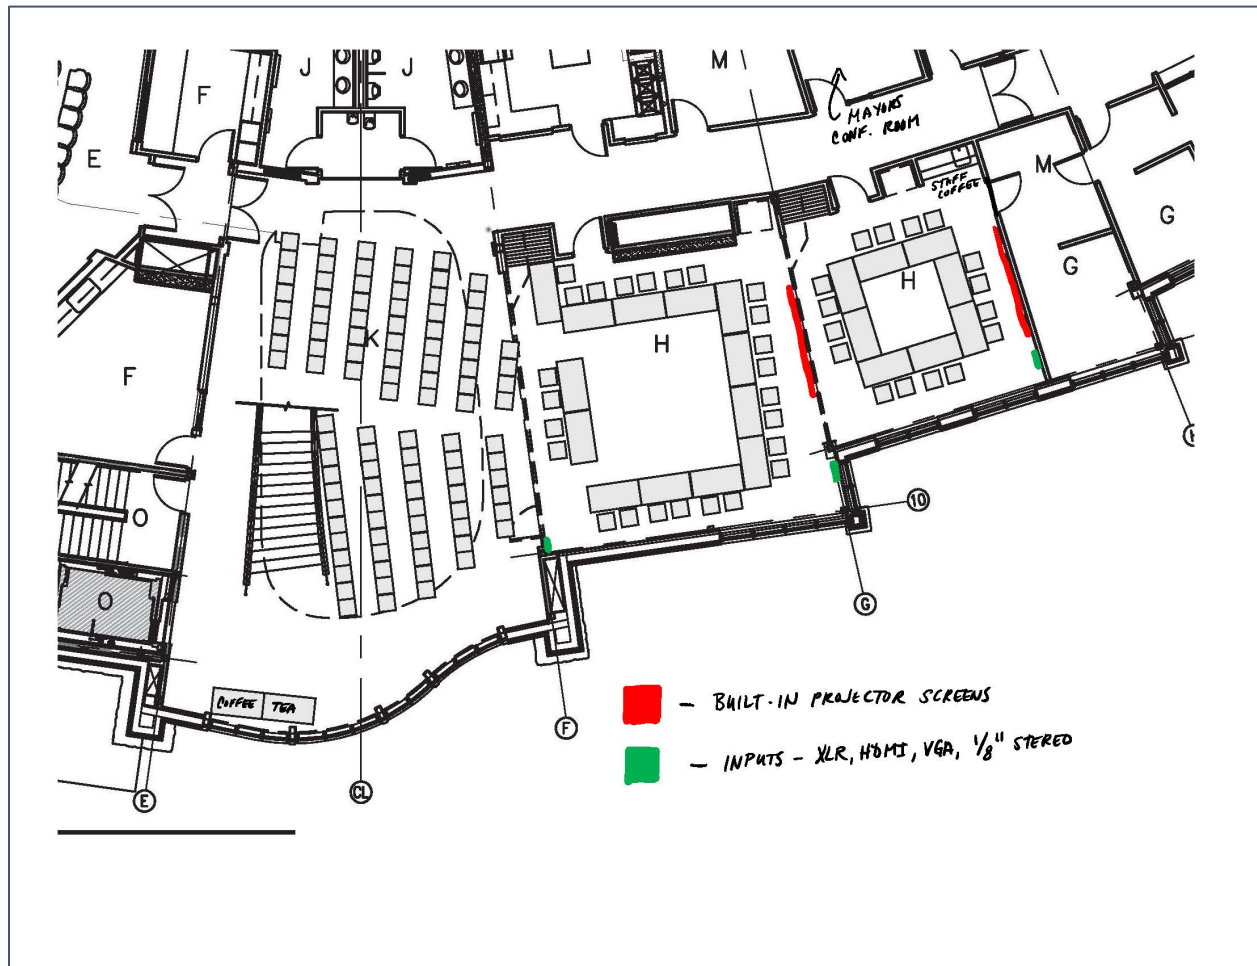 J
J
M
F
MAYORS
CONF. ROOM
E
M
STAFF
COFFEE
G
G
H
K
H
F
10
O
O
G
- BUILT-IN PROJECTOR SCREENS
COFFEE TEA
F
- INPUTS - XLR, HDMI, VGA, 1/8" STEREO
CL
E